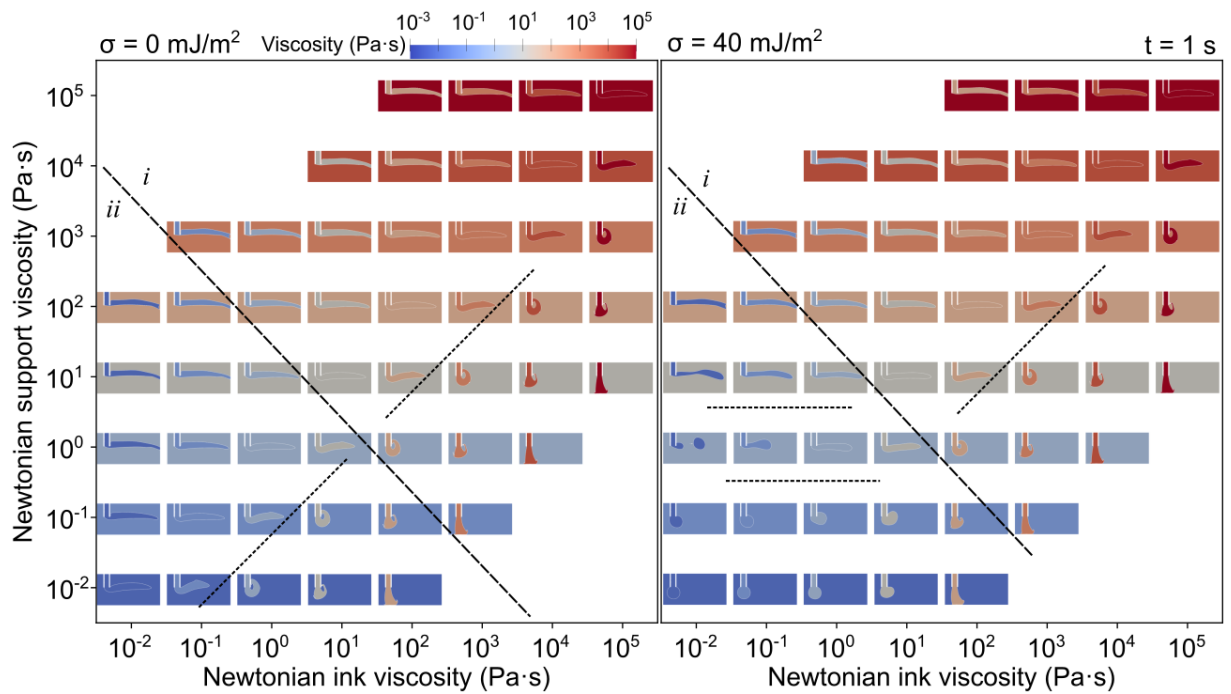 σ = 0 mJ/m²
Viscosity (Pa·s)
10⁻³ 10⁻¹ 10¹ 10³ 10⁵
σ = 40 mJ/m²
t = 1 s
Newtonian support viscosity (Pa·s)
10⁵
10⁴
10³
10²
10¹
10⁰
10⁻¹
10⁻²
i
ii
i
ii
10⁻² 10⁻¹ 10⁰ 10¹ 10² 10³ 10⁴ 10⁵
Newtonian ink viscosity (Pa·s)
10⁻² 10⁻¹ 10⁰ 10¹ 10² 10³ 10⁴ 10⁵
Newtonian ink viscosity (Pa·s)